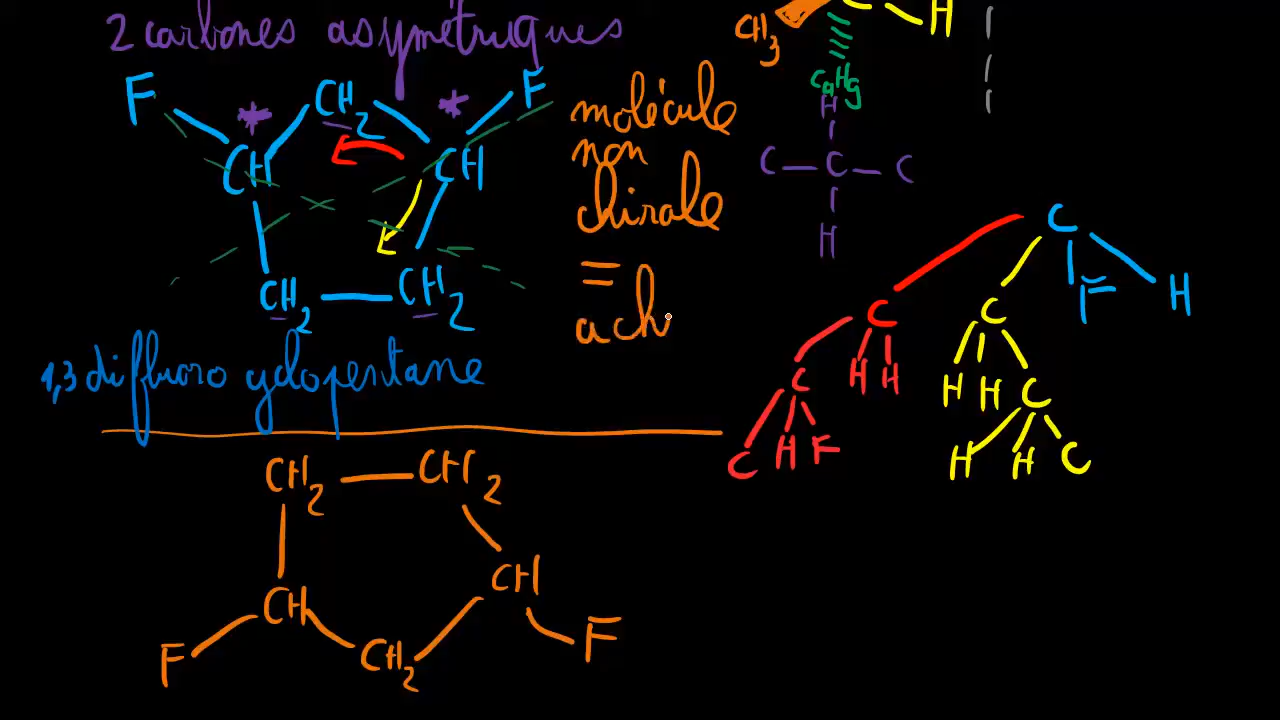 2 carbones asymétriques
F * CH2 * F
CH CH
CH2 CH2
1,3 difluoro cyclopentane
molécule
non
chirale
=
ach
CH3 C H
C4H9
H
C C C
H
C
C C F H
C H H H H C
C H F H H C
CH2 CH2
CH CH
F CH2 F